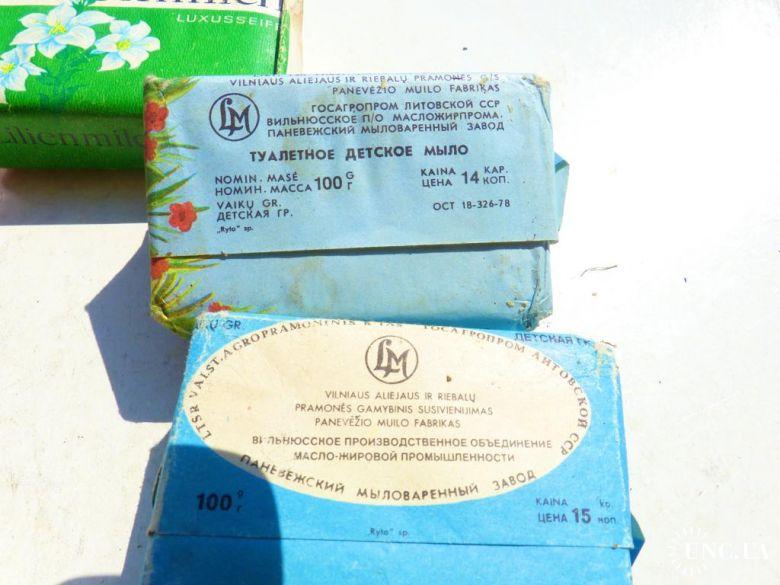 LUXUSSEIFE
Lilienmilch
VILNIAUS ALIEJAUS IR RIEBALŲ PRAMONĖS G/S
PANEVĖŽIO MUILO FABRIKAS
LM
ГОСАГРОПРОМ ЛИТОВСКОЙ ССР
ВИЛЬНЮССКОЕ П/О МАСЛОЖИРПРОМА.
ПАНЕВЕЖСКИЙ МЫЛОВАРЕННЫЙ ЗАВОД
ТУАЛЕТНОЕ ДЕТСКОЕ МЫЛО
NOMIN. MASĖ 100 G KAINA 14 KAP.
НОМИН. МАССА Г ЦЕНА КОП.
VAIKŲ GR.
ДЕТСКАЯ ГР. ОСТ 18-326-78
„Ryto" sp.
GR ДЕТСКАЯ ГР.
LTSR VALST. AGROPRAMONINIS ГОСАГРОПРОМ ЛИТОВСКОЙ ССР
LM
VILNIAUS ALIEJAUS IR RIEBALŲ
PRAMONĖS GAMYBINIS SUSIVIENIJIMAS
PANEVĖŽIO MUILO FABRIKAS
ВИЛЬНЮССКОЕ ПРОИЗВОДСТВЕННОЕ ОБЪЕДИНЕНИЕ
МАСЛО-ЖИРОВОЙ ПРОМЫШЛЕННОСТИ
ПАНЕВЕЖСКИЙ МЫЛОВАРЕННЫЙ ЗАВОД
100 g KAINA 15 kp.
г ЦЕНА коп.
„Ryto" sp.
UNC.UA